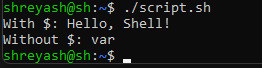 shreyash@sh:~$ ./script.sh
With $: Hello, Shell!
Without $: var
shreyash@sh:~$